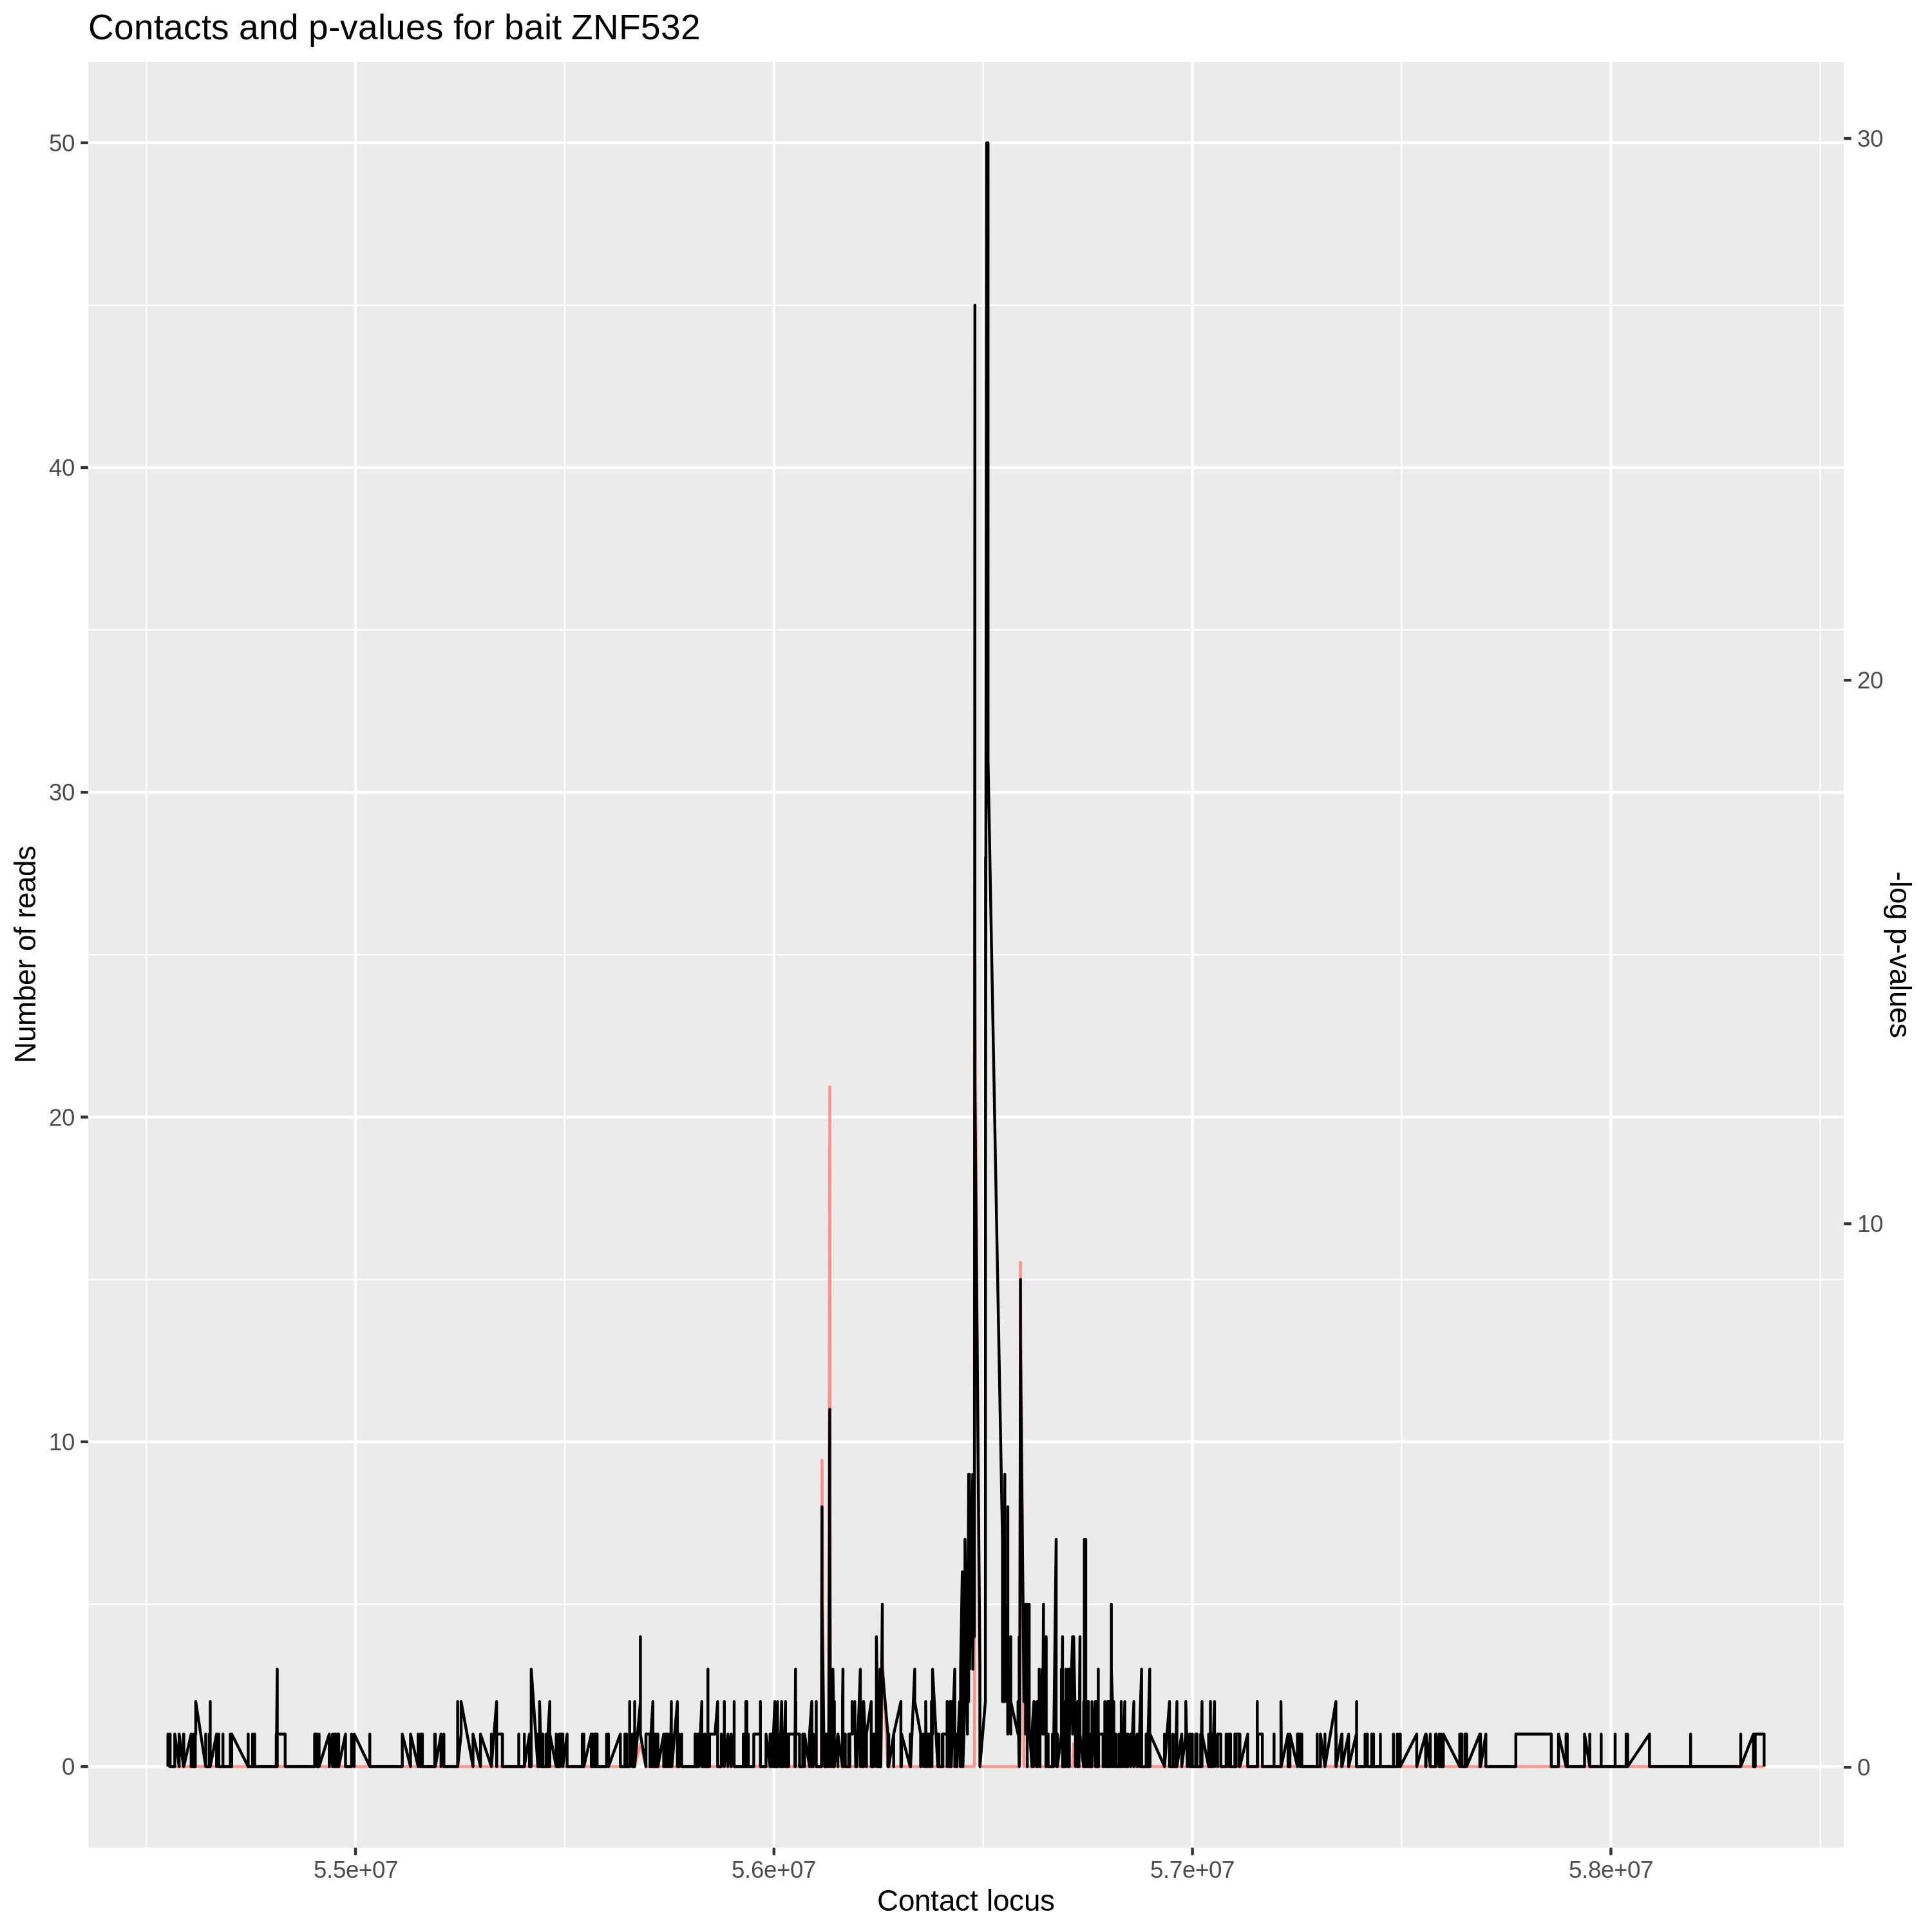 Contacts and p-values for bait ZNF532
50
40
30
20
10
0
Number of reads
30
20
10
0
-log p-values
5.5e+07
5.6e+07
5.7e+07
5.8e+07
Contact locus